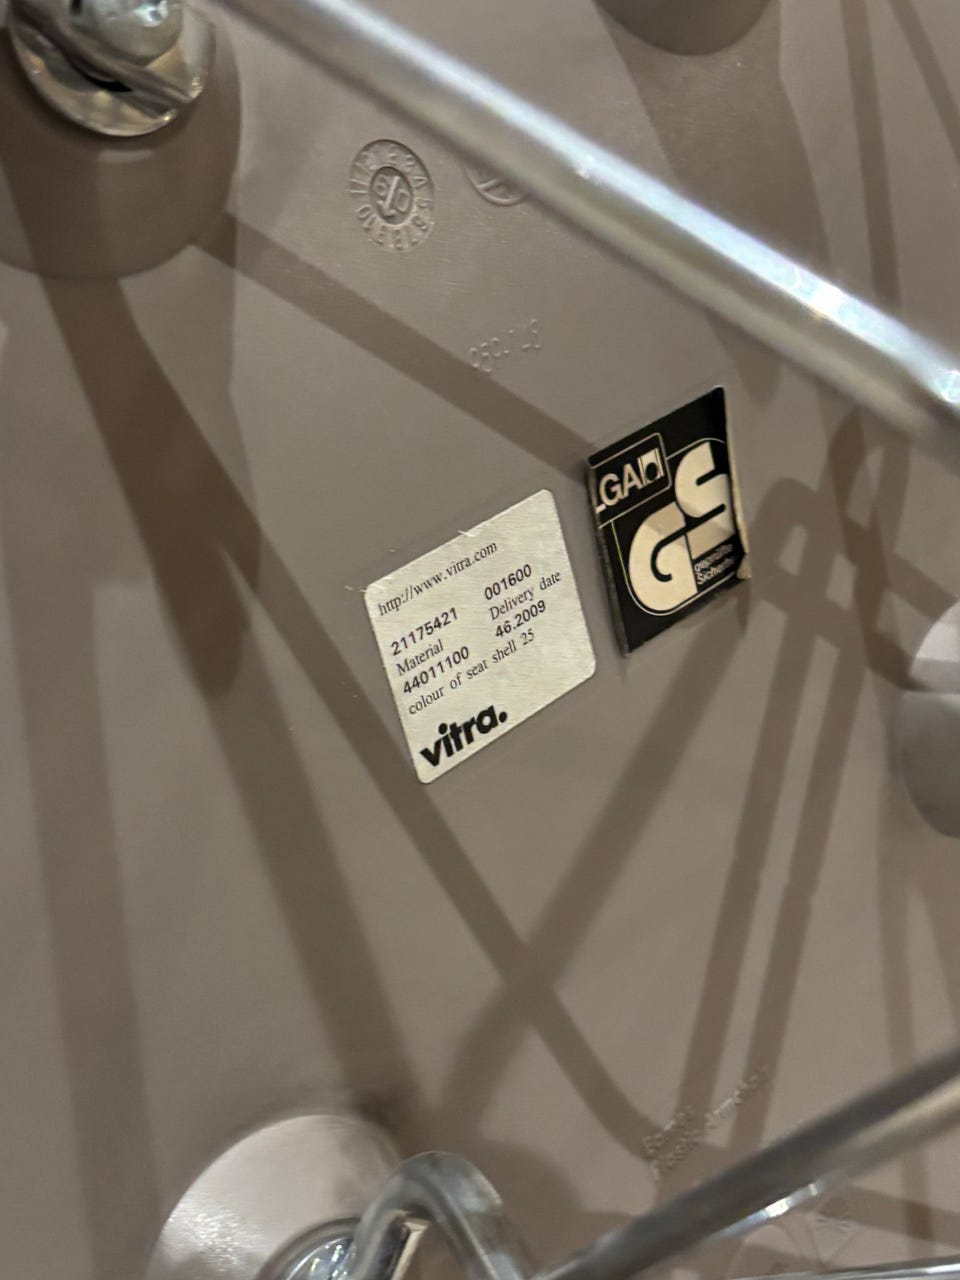 http://www.vitra.com
21175421 001600
Material Delivery date
44011100 46.2009
colour of seat shell 25
vitra.
LGA
GS
geprüfte